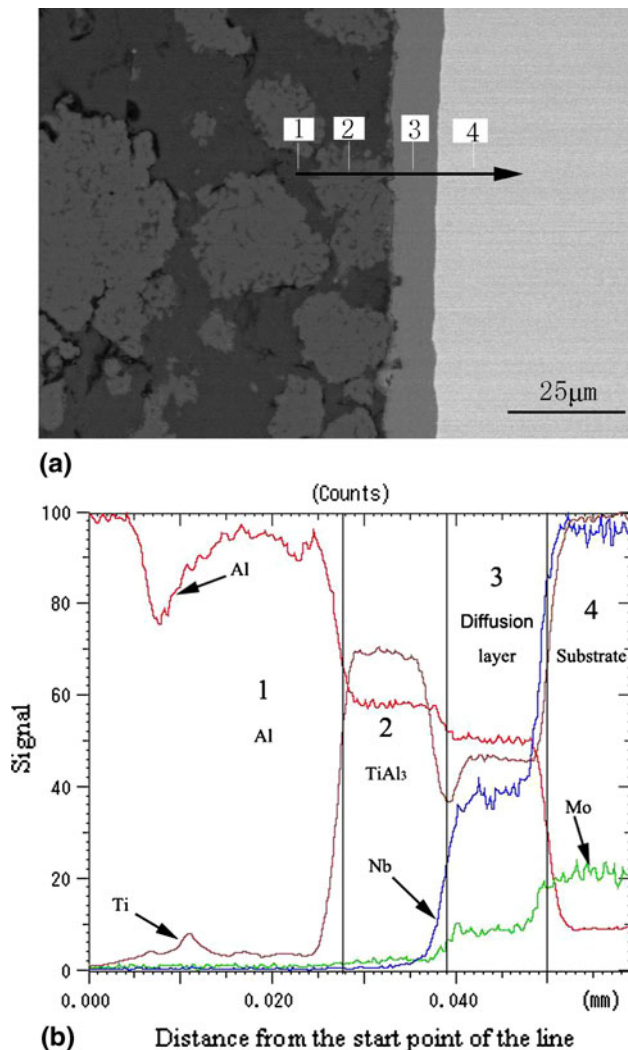 1 2 3 4
25μm
(a)
(Counts)
100
80
60
40
20
0
Signal
Al
1
Al
Ti
2
TiAl₃
Nb
3
Diffusion
layer
4
Substrate
Mo
0.000 0.020 0.040 (mm)
(b) Distance from the start point of the line